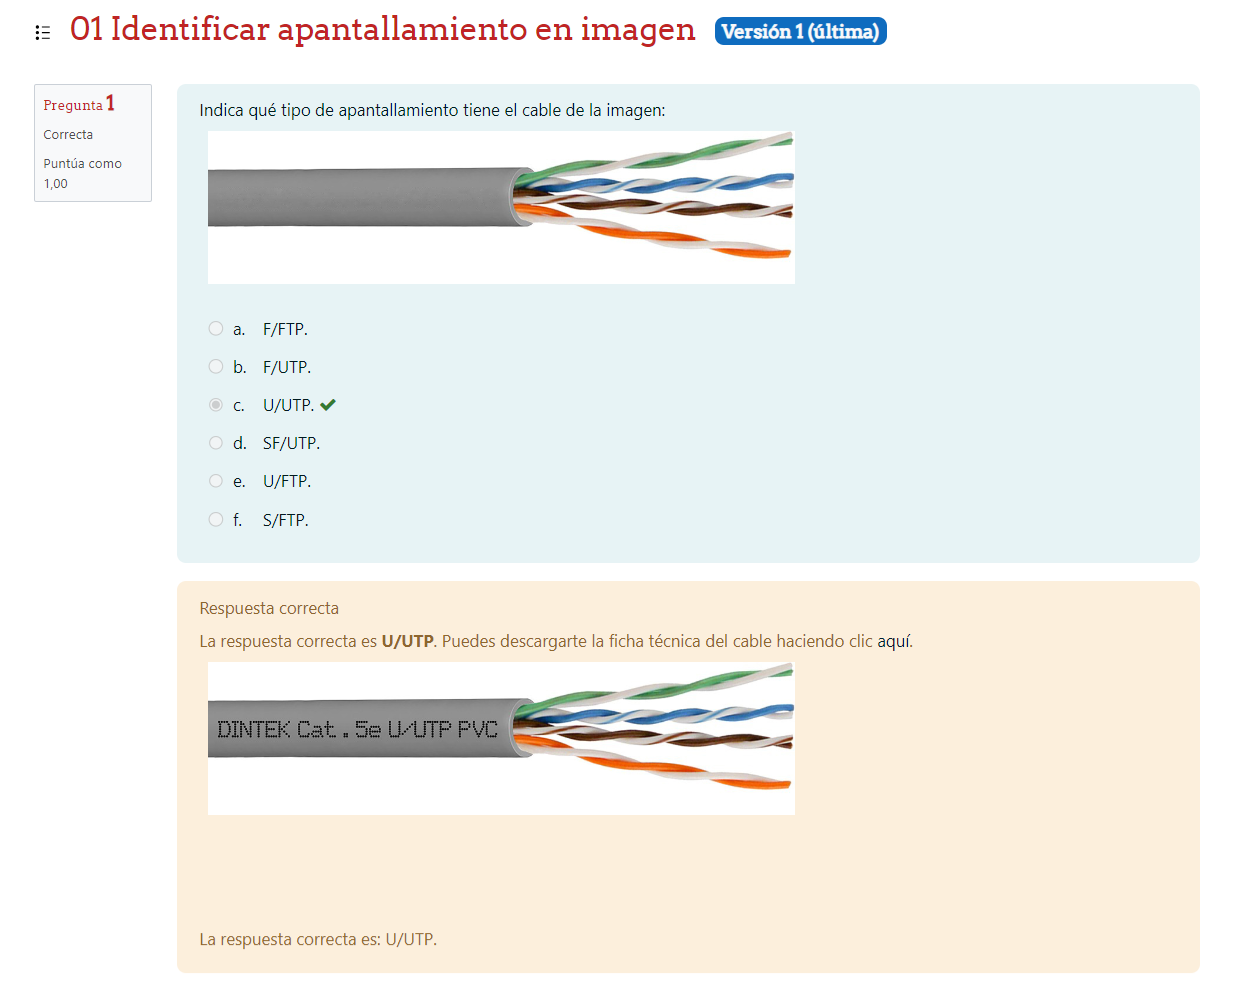 01 Identificar apantallamiento en imagen Versión 1 (última)
Pregunta 1
Correcta
Puntúa como
1,00
Indica qué tipo de apantallamiento tiene el cable de la imagen:
a. F/FTP.
b. F/UTP.
c. U/UTP.
d. SF/UTP.
e. U/FTP.
f. S/FTP.
Respuesta correcta
La respuesta correcta es U/UTP. Puedes descargarte la ficha técnica del cable haciendo clic aquí.
DINTEK Cat.5e U/UTP PVC
La respuesta correcta es: U/UTP.